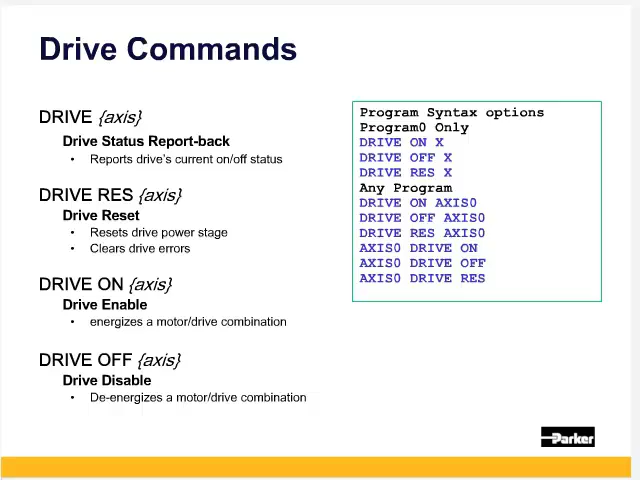 Drive Commands
DRIVE {axis}
Drive Status Report-back
• Reports drive's current on/off status
DRIVE RES {axis}
Drive Reset
• Resets drive power stage
• Clears drive errors
DRIVE ON {axis}
Drive Enable
• energizes a motor/drive combination
DRIVE OFF {axis}
Drive Disable
• De-energizes a motor/drive combination
Program Syntax options
Program0 Only
DRIVE ON X
DRIVE OFF X
DRIVE RES X
Any Program
DRIVE ON AXIS0
DRIVE OFF AXIS0
DRIVE RES AXIS0
AXIS0 DRIVE ON
AXIS0 DRIVE OFF
AXIS0 DRIVE RES
Parker